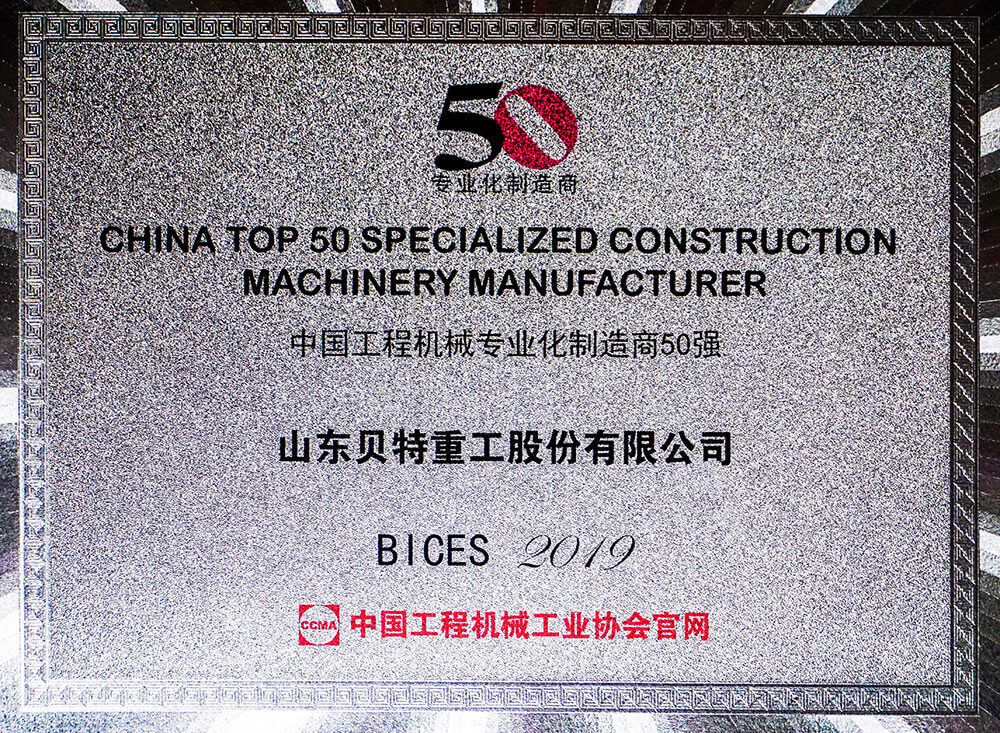 50
专业化制造商
CHINA TOP 50 SPECIALIZED CONSTRUCTION
MACHINERY MANUFACTURER
中国工程机械专业化制造商50强
山东贝特重工股份有限公司
BICES 2019
CCMA 中国工程机械工业协会官网